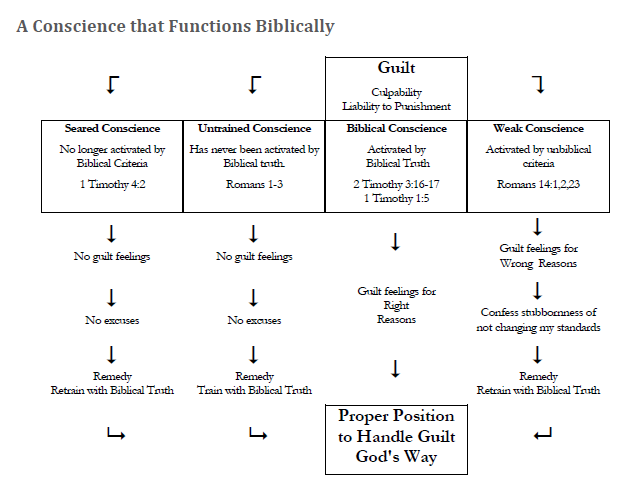 A Conscience that Functions Biblically
Guilt
Culpability
Liability to Punishment
Seared Conscience
No longer activated by
Biblical Criteria
1 Timothy 4:2
Untrained Conscience
Has never been activated by
Biblical truth.
Romans 1-3
Biblical Conscience
Activated by
Biblical Truth
2 Timothy 3:16-17
1 Timothy 1:5
Weak Conscience
Activated by unbiblical
criteria
Romans 14:1,2,23
No guilt feelings
No excuses
Remedy
Retrain with Biblical Truth
No guilt feelings
No excuses
Remedy
Train with Biblical Truth
Guilt feelings for
Right
Reasons
Guilt feelings for
Wrong Reasons
Confess stubbornness of
not changing my standards
Remedy
Retrain with Biblical Truth
Proper Position
to Handle Guilt
God's Way